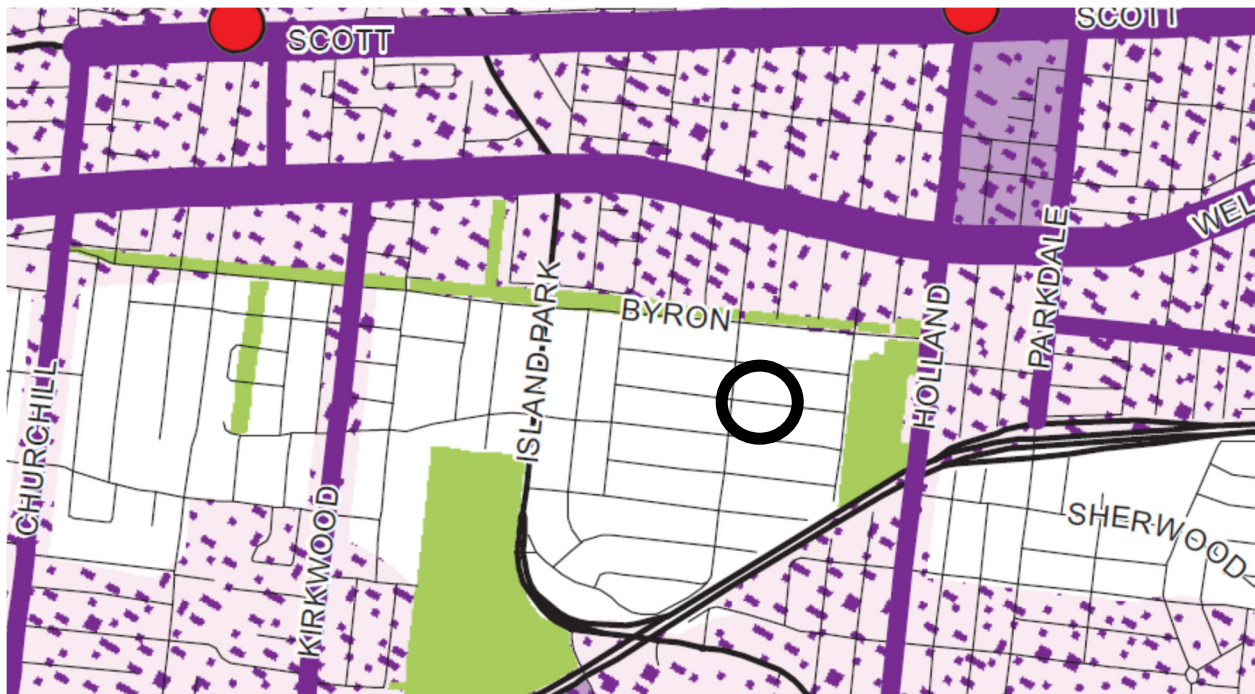 SCOTT
SCOTT
WEL
ISLAND PARK
BYRON
HOLLAND
PARKDALE
CHURCHILL
KIRKWOOD
SHERWOOD